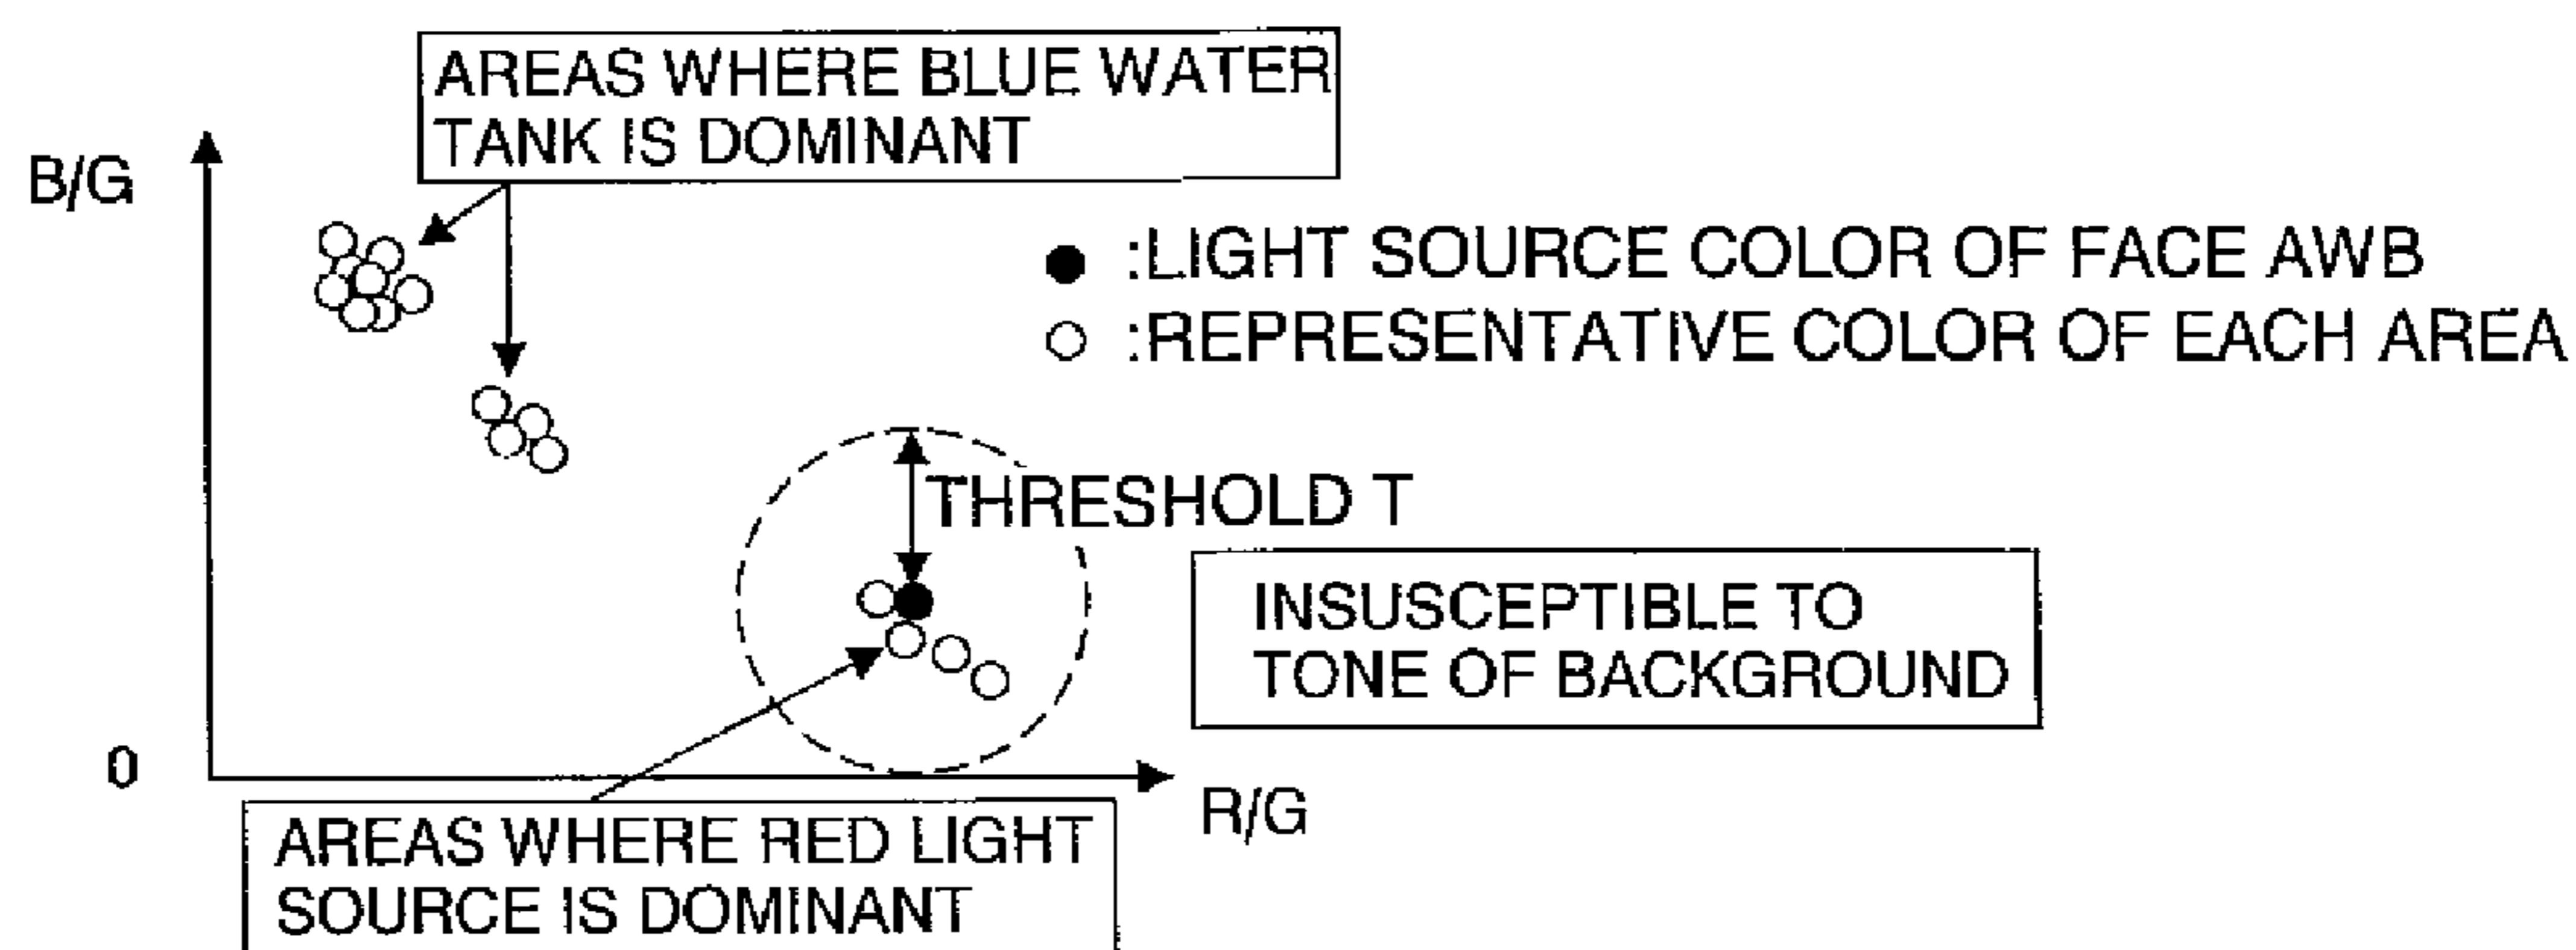 AREAS WHERE BLUE WATER
TANK IS DOMINANT
B/G
:LIGHT SOURCE COLOR OF FACE AWB
:REPRESENTATIVE COLOR OF EACH AREA
THRESHOLD T
INSUSCEPTIBLE TO
TONE OF BACKGROUND
0
R/G
AREAS WHERE RED LIGHT
SOURCE IS DOMINANT